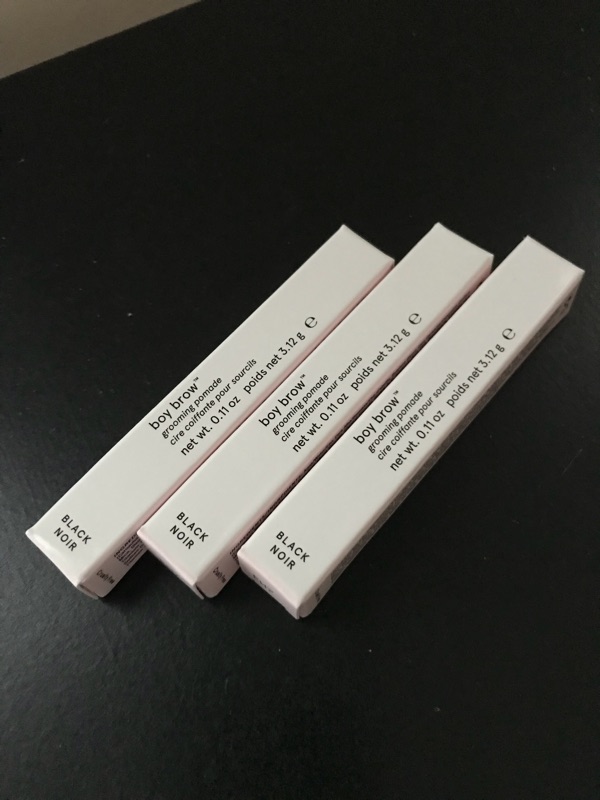 boy brow™
grooming pomade
cire coiffante pour sourcils
net wt. 0.11 oz poids net 3.12 g ℮
BLACK
NOIR
boy brow™
grooming pomade
cire coiffante pour sourcils
net wt. 0.11 oz poids net 3.12 g ℮
BLACK
NOIR
boy brow™
grooming pomade
cire coiffante pour sourcils
net wt. 0.11 oz poids net 3.12 g ℮
BLACK
NOIR